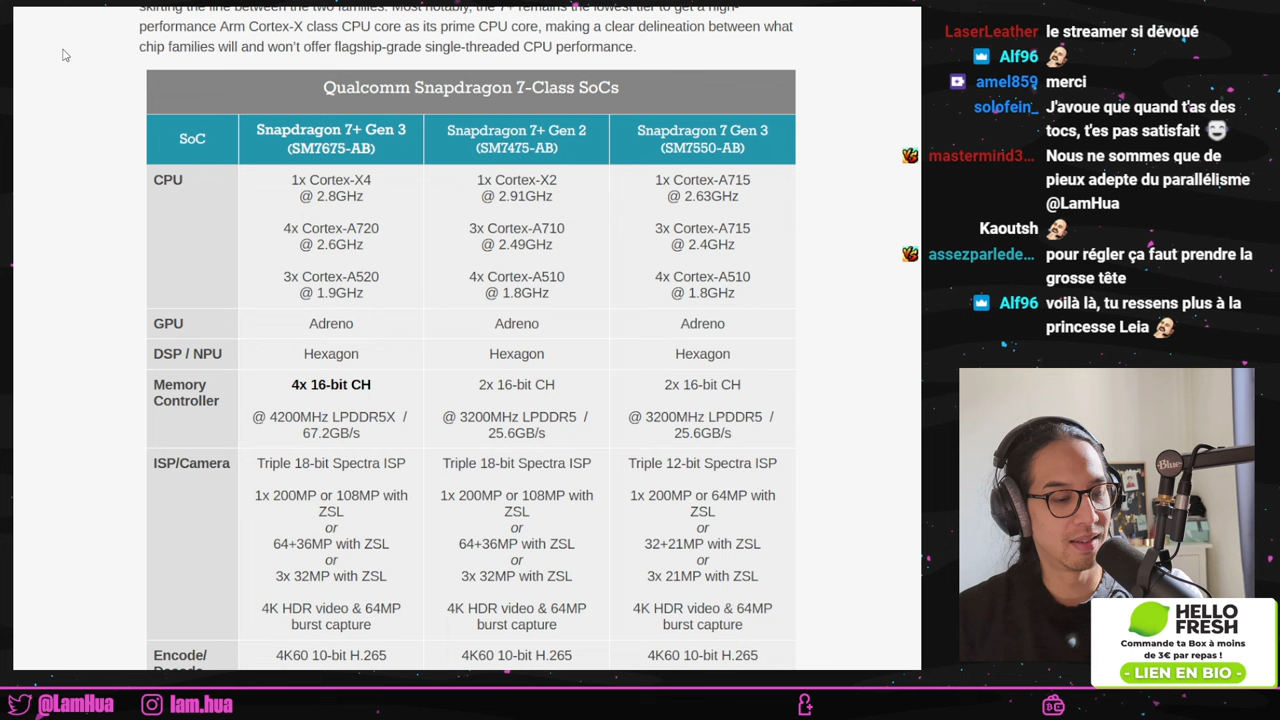 skirting the line between the two families. Most notably, the 7+ remains the lowest tier to get a high-
performance Arm Cortex-X class CPU core as its prime CPU core, making a clear delineation between what
chip families will and won't offer flagship-grade single-threaded CPU performance.
Qualcomm Snapdragon 7-Class SoCs
SoC
Snapdragon 7+ Gen 3
(SM7675-AB)
Snapdragon 7+ Gen 2
(SM7475-AB)
Snapdragon 7 Gen 3
(SM7550-AB)
CPU
1x Cortex-X4
@ 2.8GHz
4x Cortex-A720
@ 2.6GHz
3x Cortex-A520
@ 1.9GHz
1x Cortex-X2
@ 2.91GHz
3x Cortex-A710
@ 2.49GHz
4x Cortex-A510
@ 1.8GHz
1x Cortex-A715
@ 2.63GHz
3x Cortex-A715
@ 2.4GHz
4x Cortex-A510
@ 1.8GHz
GPU
Adreno
Adreno
Adreno
DSP / NPU
Hexagon
Hexagon
Hexagon
Memory
Controller
4x 16-bit CH
@ 4200MHz LPDDR5X /
67.2GB/s
2x 16-bit CH
@ 3200MHz LPDDR5 /
25.6GB/s
2x 16-bit CH
@ 3200MHz LPDDR5 /
25.6GB/s
ISP/Camera
Triple 18-bit Spectra ISP
1x 200MP or 108MP with
ZSL
or
64+36MP with ZSL
or
3x 32MP with ZSL
4K HDR video & 64MP
burst capture
Triple 18-bit Spectra ISP
1x 200MP or 108MP with
ZSL
or
64+36MP with ZSL
or
3x 32MP with ZSL
4K HDR video & 64MP
burst capture
Triple 12-bit Spectra ISP
1x 200MP or 64MP with
ZSL
or
32+21MP with ZSL
or
3x 21MP with ZSL
4K HDR video & 64MP
burst capture
Encode/
Decode
4K60 10-bit H.265
4K60 10-bit H.265
4K60 10-bit H.265
LaserLeather le streamer si dévoué
Alf96
amel859 merci
solofein_ J'avoue que quand t'as des
tocs, t'es pas satisfait
mastermind3... Nous ne sommes que de
pieux adepte du parallélisme
@LamHua
Kaoutsh
assezparlede... pour régler ça faut prendre la
grosse tête
Alf96 voilà là, tu ressens plus à la
princesse Leia
Blue
HELLO
FRESH
Commande ta Box à moins
de 3€ par repas !
- LIEN EN BIO -
@LamHua
lam.hua